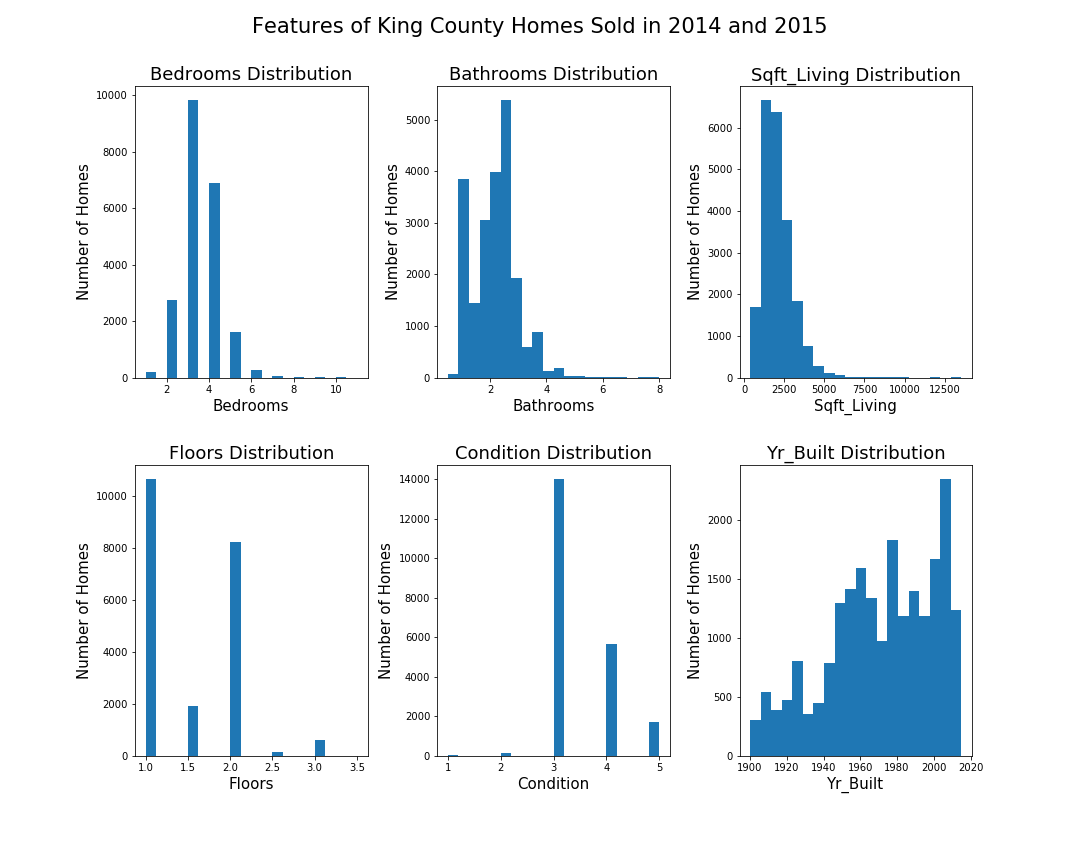 Features of King County Homes Sold in 2014 and 2015
Bedrooms Distribution
Number of Homes
10000
8000
6000
4000
2000
0
2 4 6 8 10
Bedrooms
Bathrooms Distribution
Number of Homes
5000
4000
3000
2000
1000
0
2 4 6 8
Bathrooms
Sqft_Living Distribution
Number of Homes
6000
5000
4000
3000
2000
1000
0
0 2500 5000 7500 10000 12500
Sqft_Living
Floors Distribution
Number of Homes
10000
8000
6000
4000
2000
0
1.0 1.5 2.0 2.5 3.0 3.5
Floors
Condition Distribution
Number of Homes
14000
12000
10000
8000
6000
4000
2000
0
1 2 3 4 5
Condition
Yr_Built Distribution
Number of Homes
2000
1500
1000
500
0
1900 1920 1940 1960 1980 2000 2020
Yr_Built